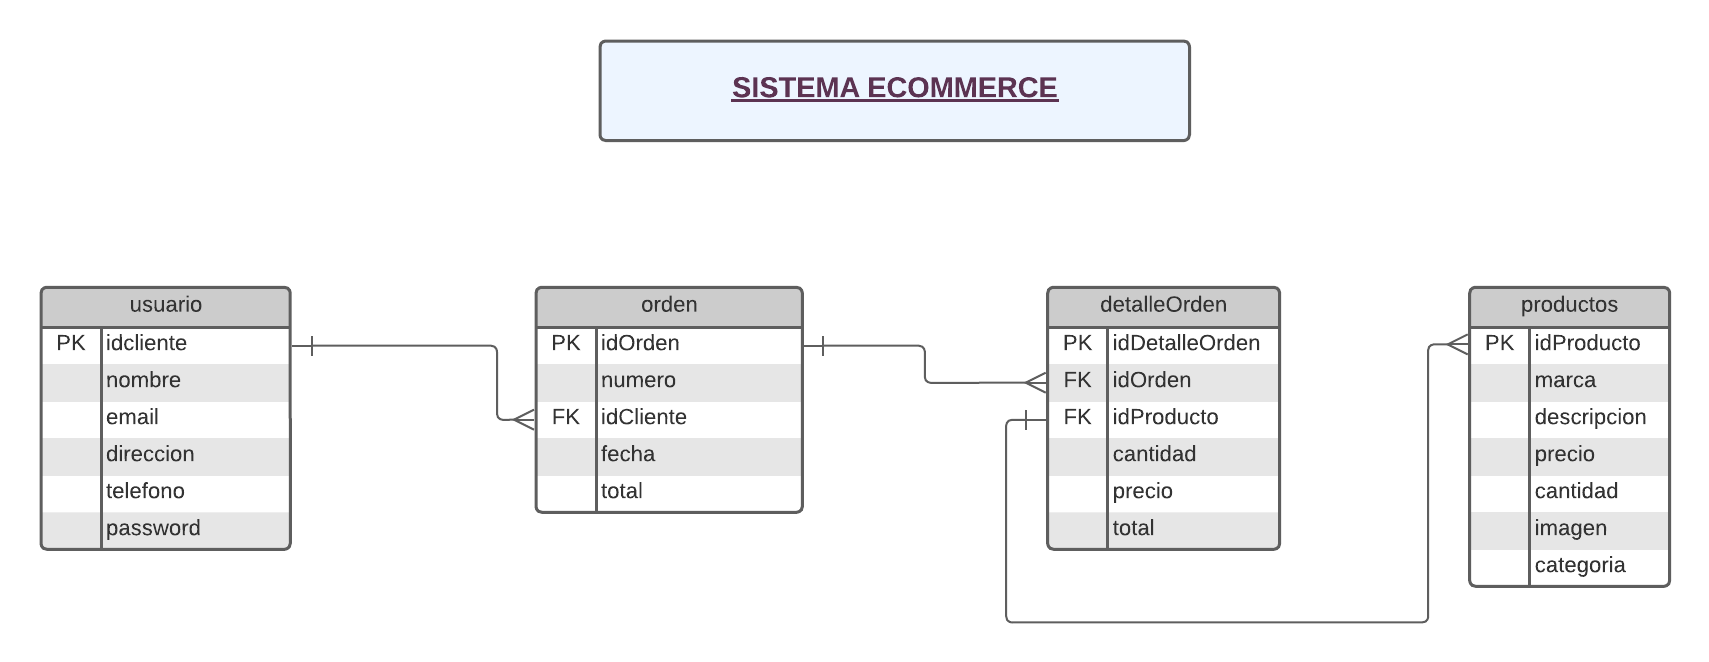 SISTEMA ECOMMERCE
usuario
PK idcliente
nombre
email
direccion
telefono
password
orden
PK idOrden
numero
FK idCliente
fecha
total
detalleOrden
PK idDetalleOrden
FK idOrden
FK idProducto
cantidad
precio
total
productos
PK idProducto
marca
descripcion
precio
cantidad
imagen
categoria